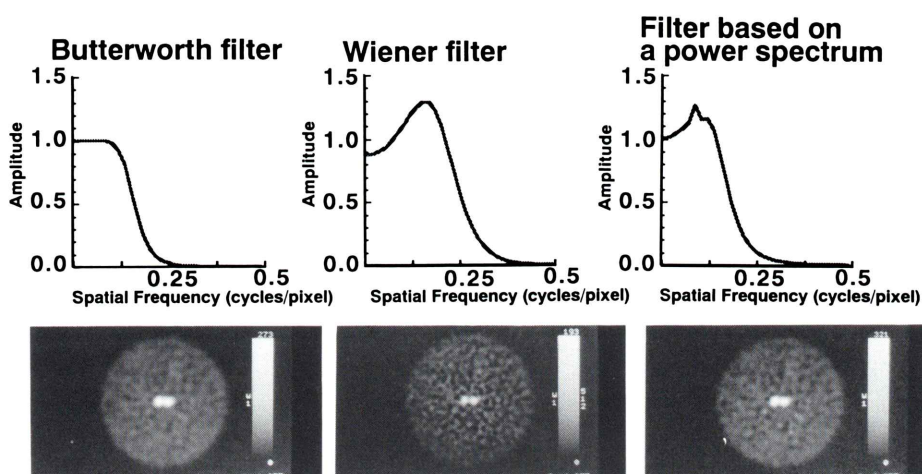 Butterworth filter
1.5
1.0
0.5
0.0
0.25
0.5
Amplitude
Spatial Frequency (cycles/pixel)
Wiener filter
1.5
1.0
0.5
0.0
0.25
0.5
Amplitude
Spatial Frequency (cycles/pixel)
Filter based on
a power spectrum
1.5
1.0
0.5
0.0
0.25
0.5
Amplitude
Spatial Frequency (cycles/pixel)
273
193
321